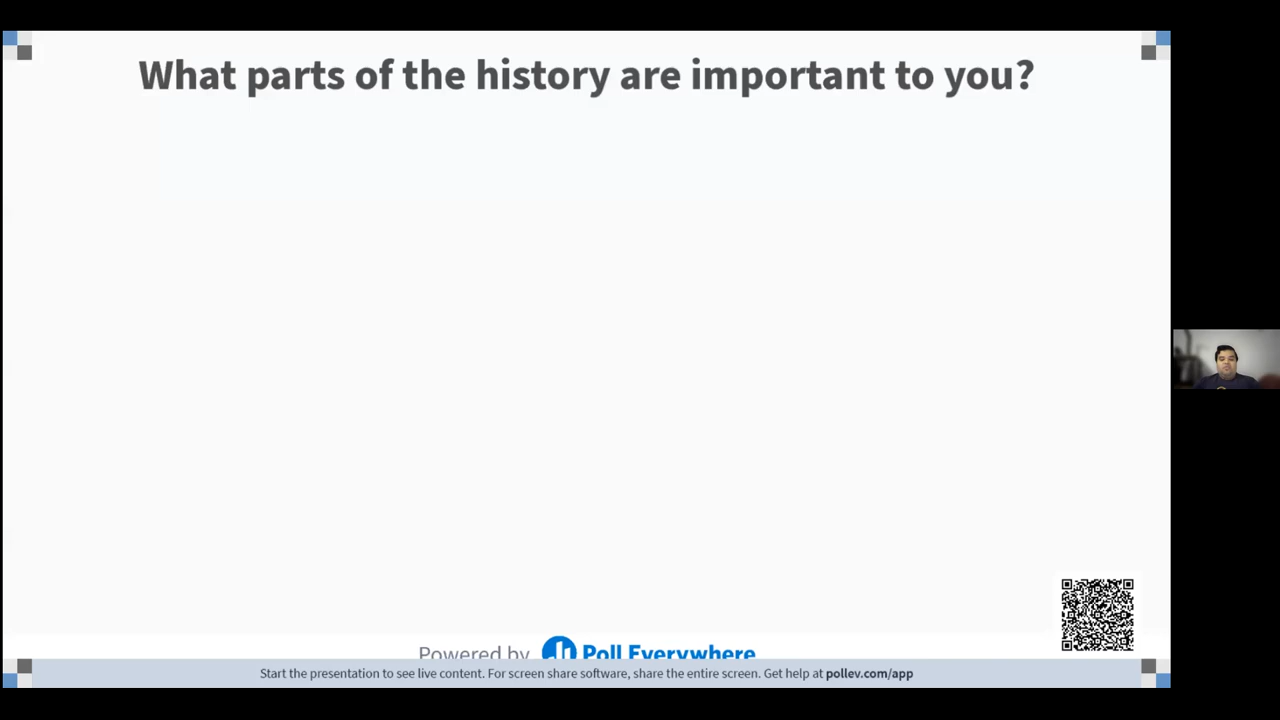 What parts of the history are important to you?
Powered by Poll Everywhere
Start the presentation to see live content. For screen share software, share the entire screen. Get help at pollev.com/app